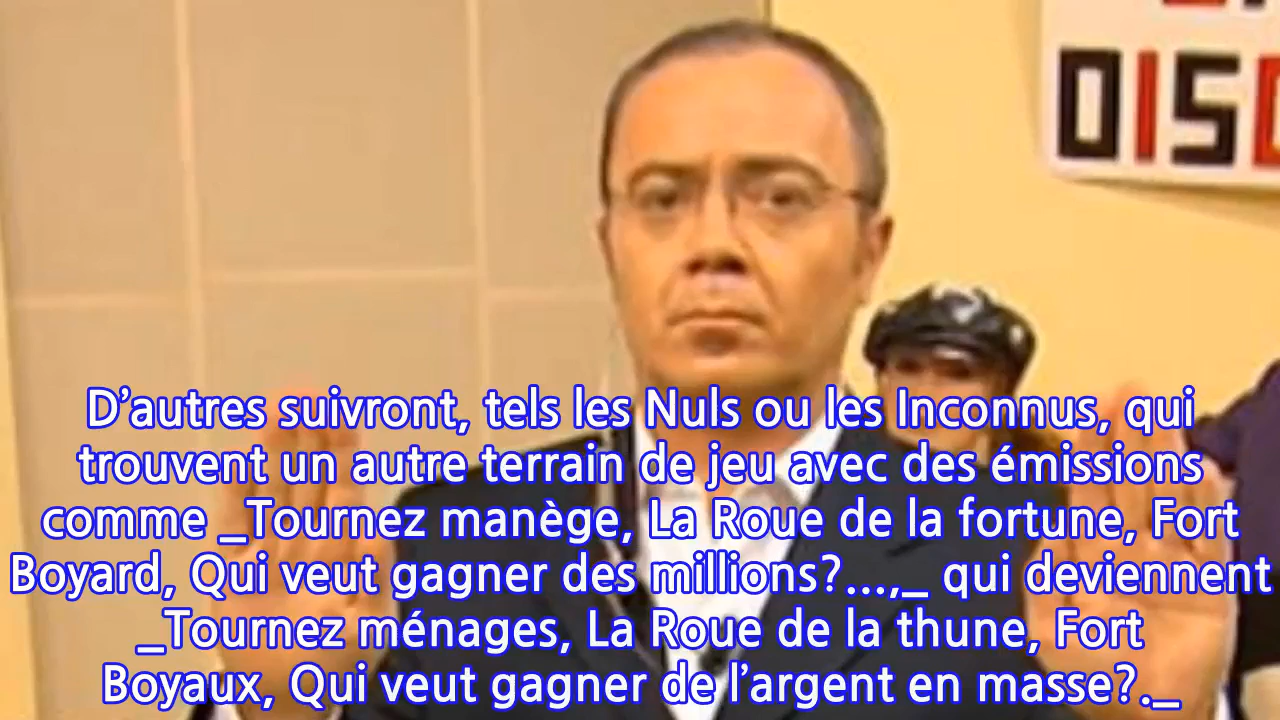 OIS
D’autres suivront, tels les Nuls ou les Inconnus, qui
trouvent un autre terrain de jeu avec des émissions
comme _Tournez manège, La Roue de la fortune, Fort
Boyard, Qui veut gagner des millions?...,_ qui deviennent
_Tournez ménages, La Roue de la thune, Fort
Boyaux, Qui veut gagner de l’argent en masse?._